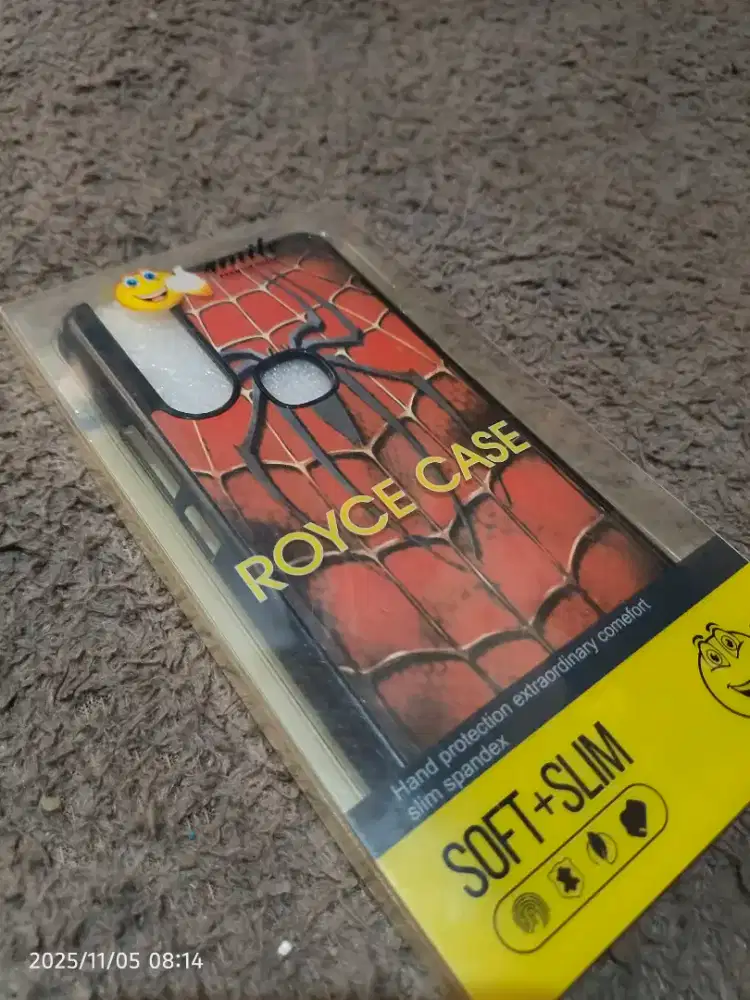 ROYCE CASE
Hand protection extraordinary comefort
slim spandex
SOFT+SLIM
2025/11/05 08:14